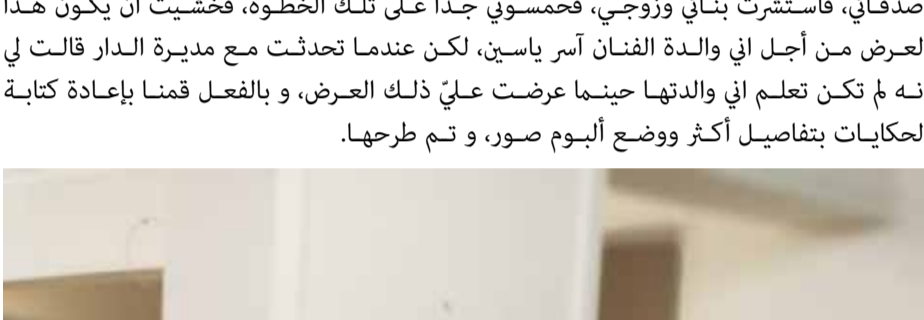 صدقائي، فاستشرت بناتي وزوجي، فحمسوني جدا على تلك الخطوة، فخشيت أن يكون هذا
لعرض من أجل اني والدة الفنان آسر ياسين، لكن عندما تحدثت مع مديرة الدار قالت لي
نه لم تكن تعلم اني والدتها حينما عرضت عليّ ذلك العرض، و بالفعل قمنا بإعادة كتابة
لحكايات بتفاصيل أكثر ووضع ألبوم صور، و تم طرحها.